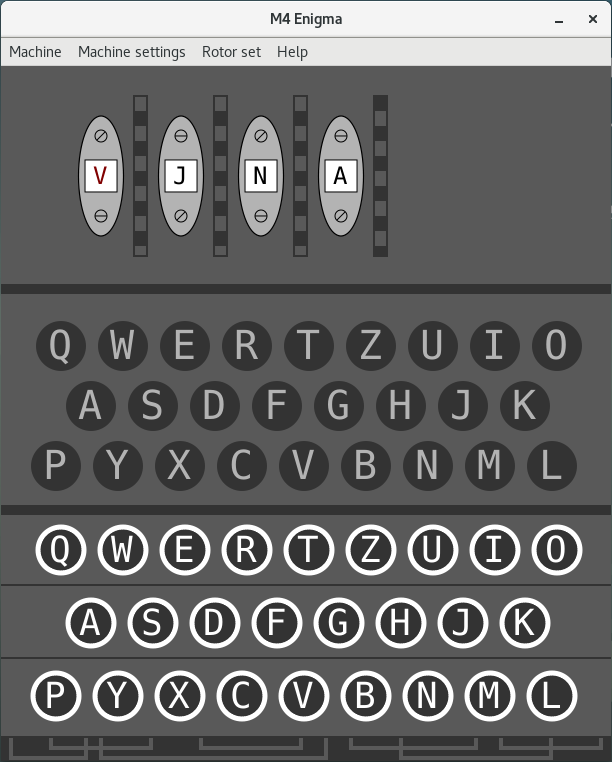 M4 Enigma
Machine Machine settings Rotor set Help
V J N A
Q W E R T Z U I O
A S D F G H J K
P Y X C V B N M L
Q W E R T Z U I O
A S D F G H J K
P Y X C V B N M L